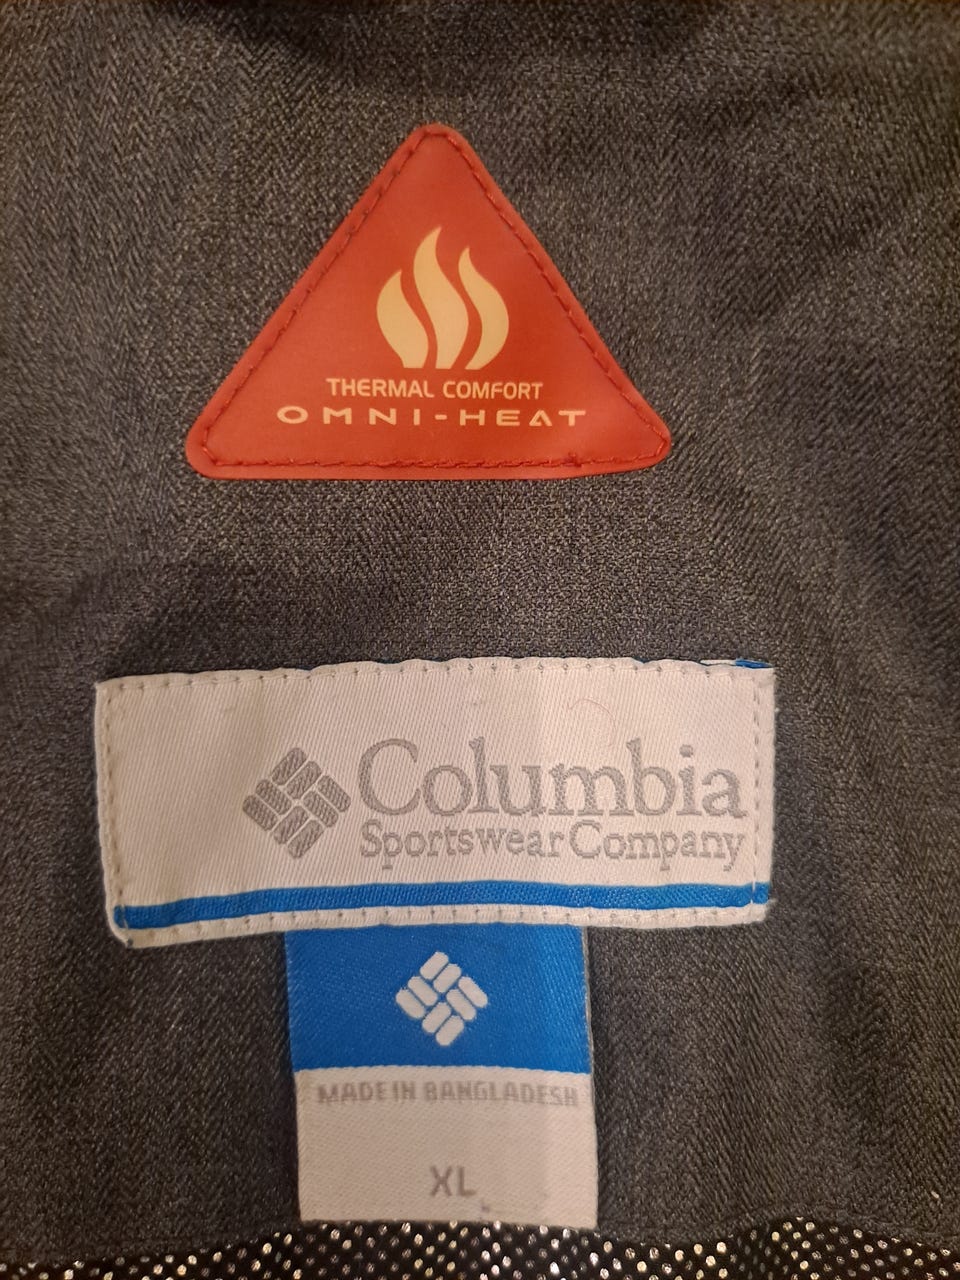 THERMAL COMFORT
OMNI-HEAT
Columbia
Sportswear Company
MADE IN BANGLADESH
XL